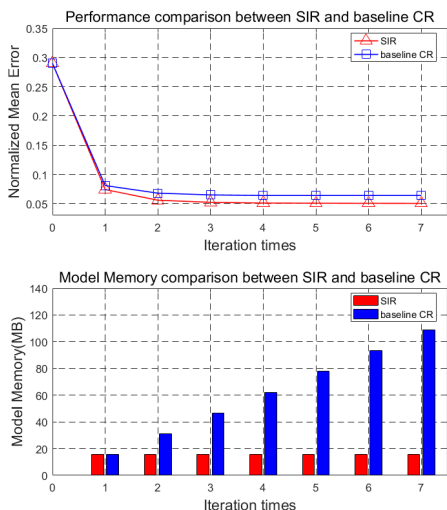 Performance comparison between SIR and baseline CR
0.35
0.3
0.25
0.2
0.15
0.1
0.05
Normalized Mean Error
SIR
baseline CR
0 1 2 3 4 5 6 7
Iteration times
Model Memory comparison between SIR and baseline CR
140
120
100
80
60
40
20
0
Model Memory(MB)
SIR
baseline CR
0 1 2 3 4 5 6 7
Iteration times